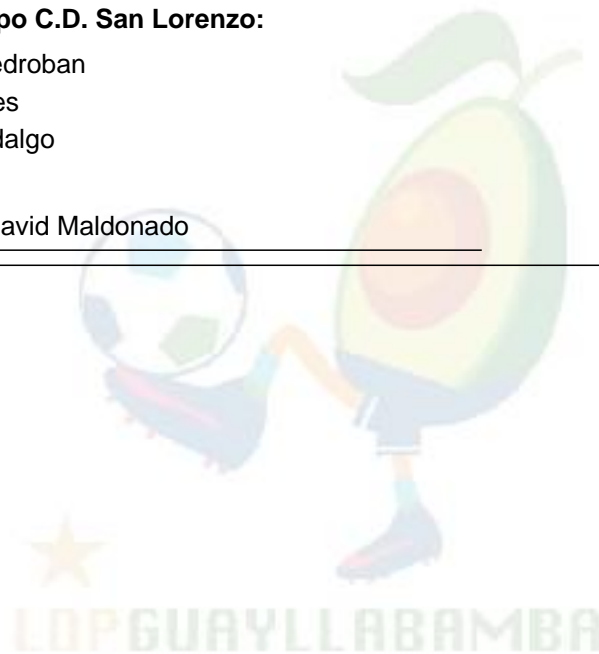 po C.D. San Lorenzo:
edroban
es
dalgo
avid Maldonado
LDPGUAYLLABAMBA